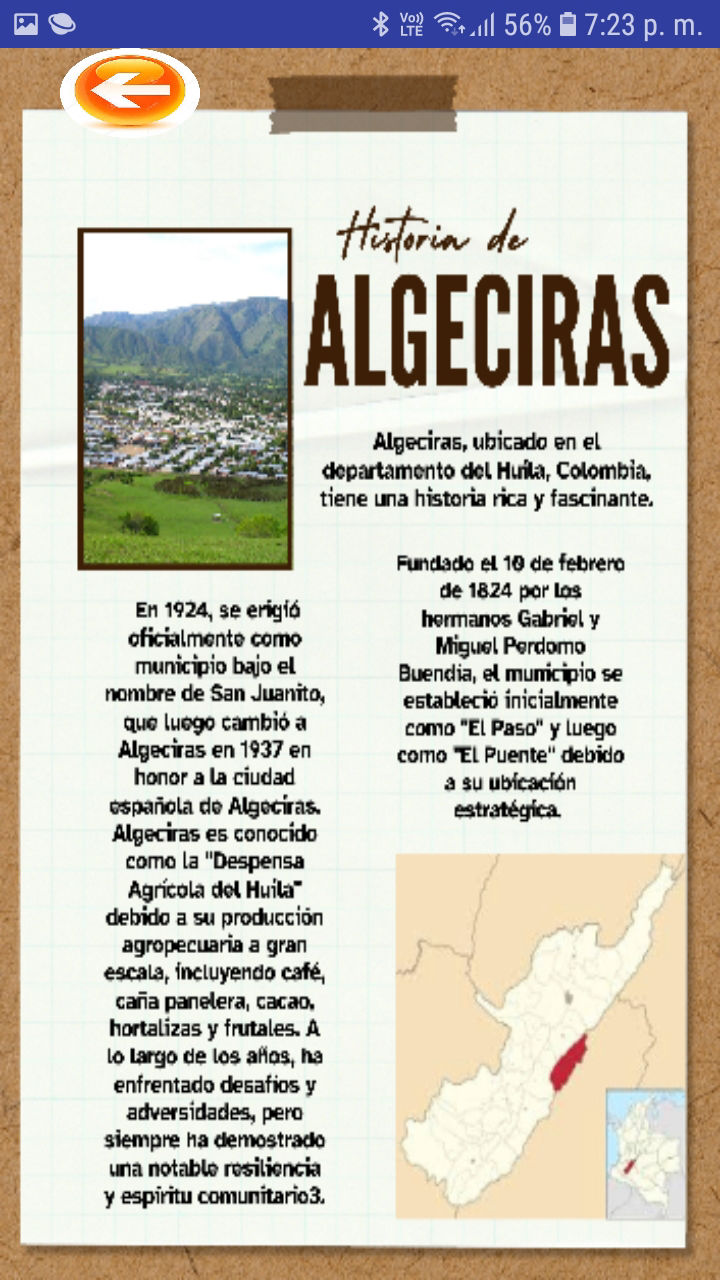 Vo)) LTE 56% 7:23 p. m.
Historia de
ALGECIRAS
Algeciras, ubicado en el
departamento del Huila, Colombia,
tiene una historia rica y fascinante.
Fundado el 10 de febrero
de 1824 por los
hermanos Gabriel y
Miguel Perdomo
Buendia, el municipio se
estableció inicialmente
como "El Paso" y luego
como "El Puente" debido
a su ubicación
estratégica.
En 1924, se erigió
oficialmente como
municipio bajo el
nombre de San Juanito,
que luego cambió a
Algeciras en 1937 en
honor a la ciudad
española de Algeciras.
Algeciras es conocido
como la "Despensa
Agrícola del Huila"
debido a su producción
agropecuaria a gran
escala, incluyendo café,
caña panelera, cacao,
hortalizas y frutales. A
lo largo de los años, ha
enfrentado desafíos y
adversidades, pero
siempre ha demostrado
una notable resiliencia
y espíritu comunitario3.